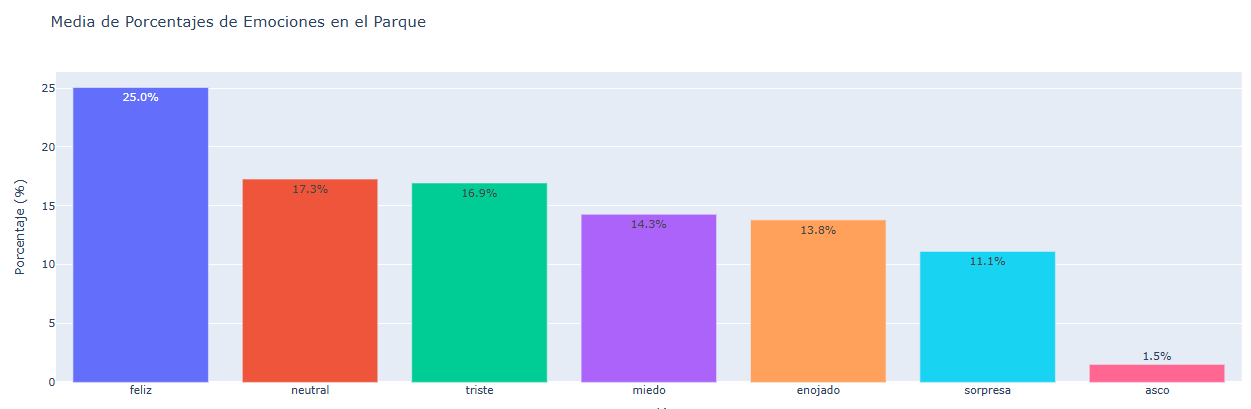 Media de Porcentajes de Emociones en el Parque
Porcentaje (%)
25
20
15
10
5
0
25.0%
17.3%
16.9%
14.3%
13.8%
11.1%
1.5%
feliz
neutral
triste
miedo
enojado
sorpresa
asco